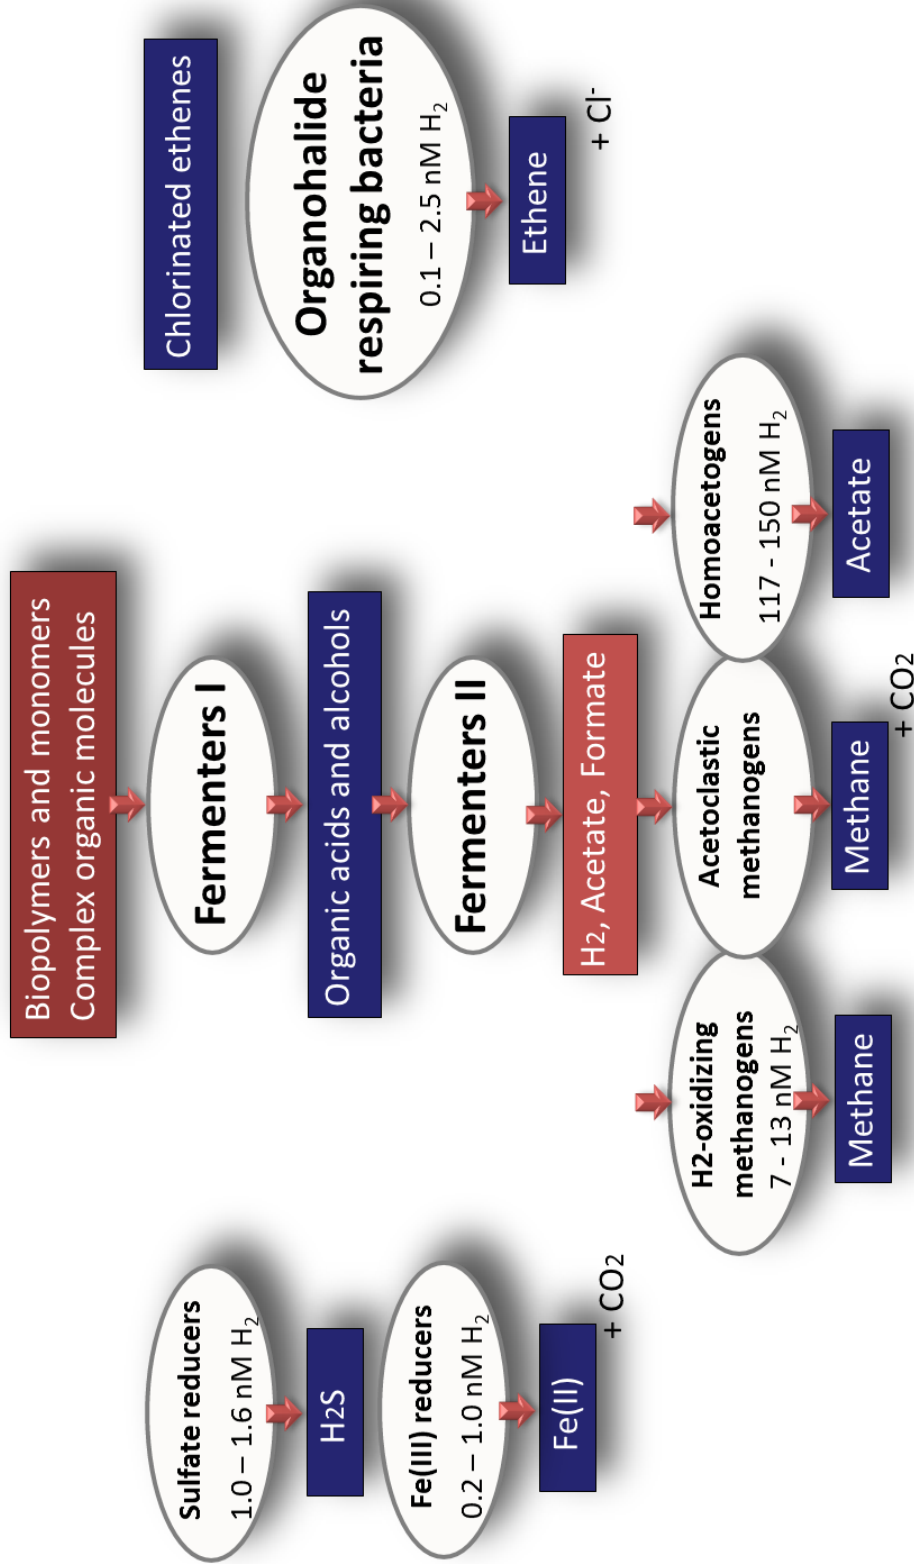 Biopolymers and monomers
Complex organic molecules
Fermenters I
Organic acids and alcohols
Fermenters II
H2, Acetate, Formate
Sulfate reducers
1.0 – 1.6 nM H2
H2S
Fe(III) reducers
0.2 – 1.0 nM H2
Fe(II)
+ CO2
H2-oxidizing
methanogens
7 - 13 nM H2
Methane
Acetoclastic
methanogens
Methane
+ CO2
Homoacetogens
117 - 150 nM H2
Acetate
Chlorinated ethenes
Organohalide
respiring bacteria
0.1 – 2.5 nM H2
Ethene
+ Cl-